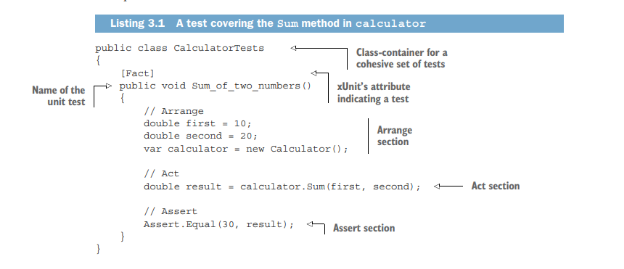 Listing 3.1 A test covering the Sum method in calculator
public class CalculatorTests
Class-container for a
cohesive set of tests
{
[Fact]
xUnit's attribute
indicating a test
Name of the
unit test
public void Sum_of_two_numbers()
{
// Arrange
double first = 10;
double second = 20;
var calculator = new Calculator();
Arrange
section
// Act
double result = calculator.Sum(first, second);
Act section
// Assert
Assert.Equal(30, result);
Assert section
}
}